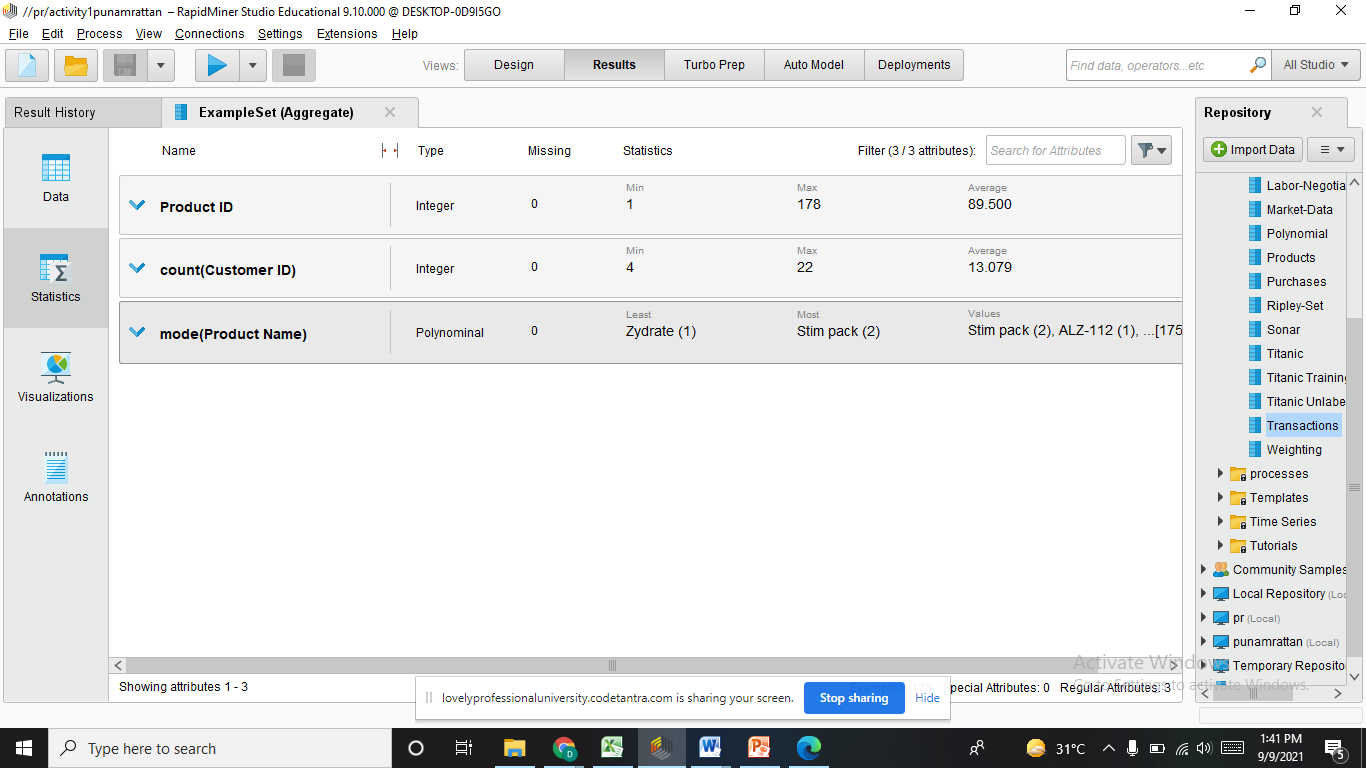 //pr/activity1punamrattan – RapidMiner Studio Educational 9.10.000 @ DESKTOP-0D9I5GO
File Edit Process View Connections Settings Extensions Help
Views: Design Results Turbo Prep Auto Model Deployments Find data, operators...etc All Studio
Result History ExampleSet (Aggregate)
Name Type Missing Statistics Filter (3 / 3 attributes): Search for Attributes
Min Max Average
Product ID Integer 0 1 178 89.500
Min Max Average
count(Customer ID) Integer 0 4 22 13.079
Least Most Values
mode(Product Name) Polynominal 0 Zydrate (1) Stim pack (2) Stim pack (2), ALZ-112 (1), ...[175
Data
Statistics
Visualizations
Annotations
Showing attributes 1 - 3
Special Attributes: 0 Regular Attributes: 3
Repository
Import Data
Labor-Negotia
Market-Data
Polynomial
Products
Purchases
Ripley-Set
Sonar
Titanic
Titanic Training
Titanic Unlabe
Transactions
Weighting
processes
Templates
Time Series
Tutorials
Community Samples
Local Repository (Loc
pr (Local)
punamrattan (Local)
Temporary Reposito
Activate Windows
Go to Settings to activate Windows.
lovelyprofessionaluniversity.codetantra.com is sharing your screen. Stop sharing Hide
Type here to search
31°C
1:41 PM
9/9/2021
5